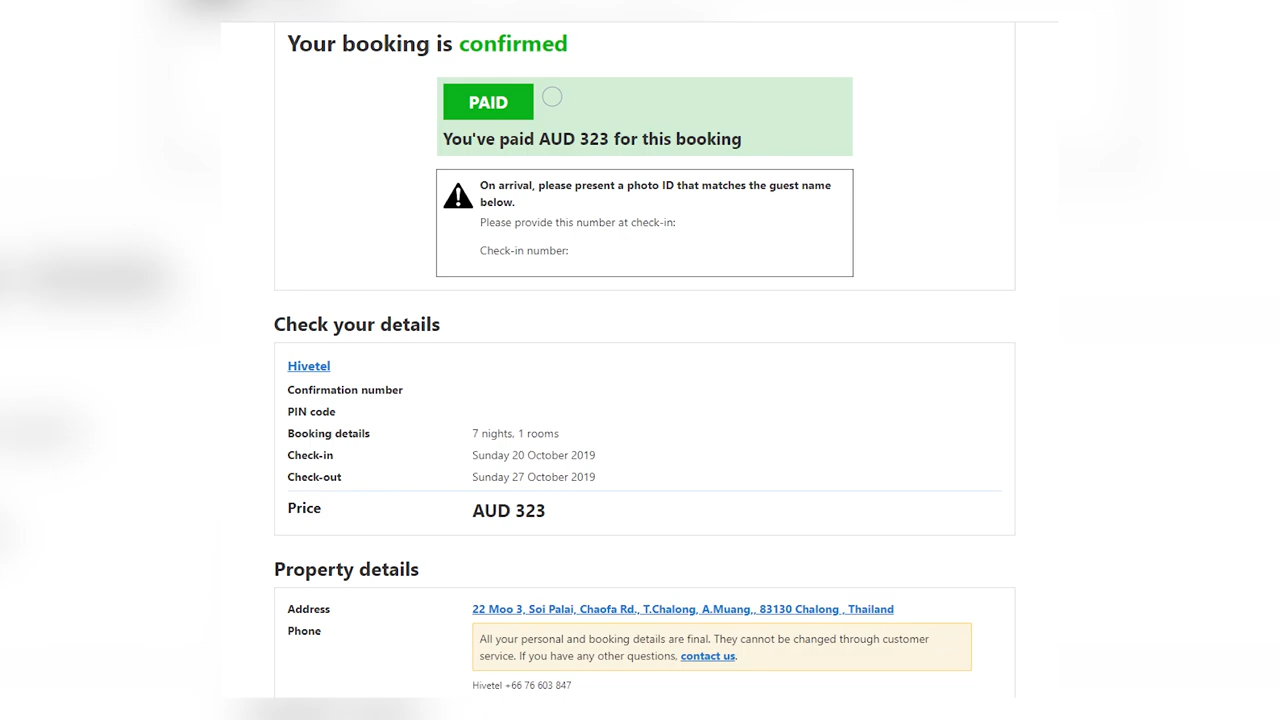 Your booking is confirmed
PAID
You've paid AUD 323 for this booking
On arrival, please present a photo ID that matches the guest name
below.
Please provide this number at check-in:
Check-in number:
Check your details
Hivetel
Confirmation number
PIN code
Booking details 7 nights, 1 rooms
Check-in Sunday 20 October 2019
Check-out Sunday 27 October 2019
Price AUD 323
Property details
Address 22 Moo 3, Soi Palai, Chaofa Rd., T.Chalong, A.Muang,, 83130 Chalong , Thailand
Phone
All your personal and booking details are final. They cannot be changed through customer
service. If you have any other questions, contact us.
Hivetel +66 76 603 847